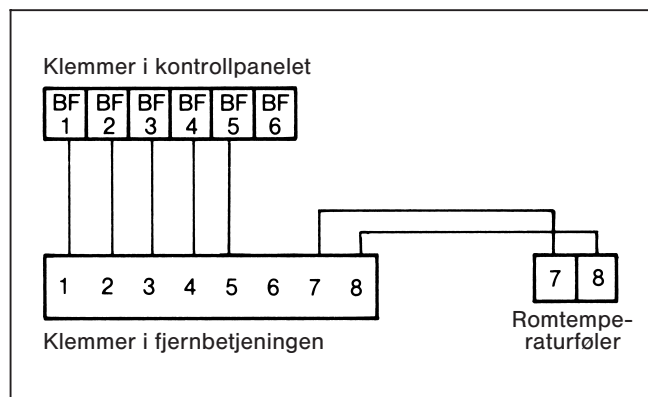 Klemmer i kontrollpanelet
BF BF BF BF BF BF
1 2 3 4 5 6
1 2 3 4 5 6 7 8
7 8
Klemmer i fjernbetjeningen
Romtempe-
raturføler